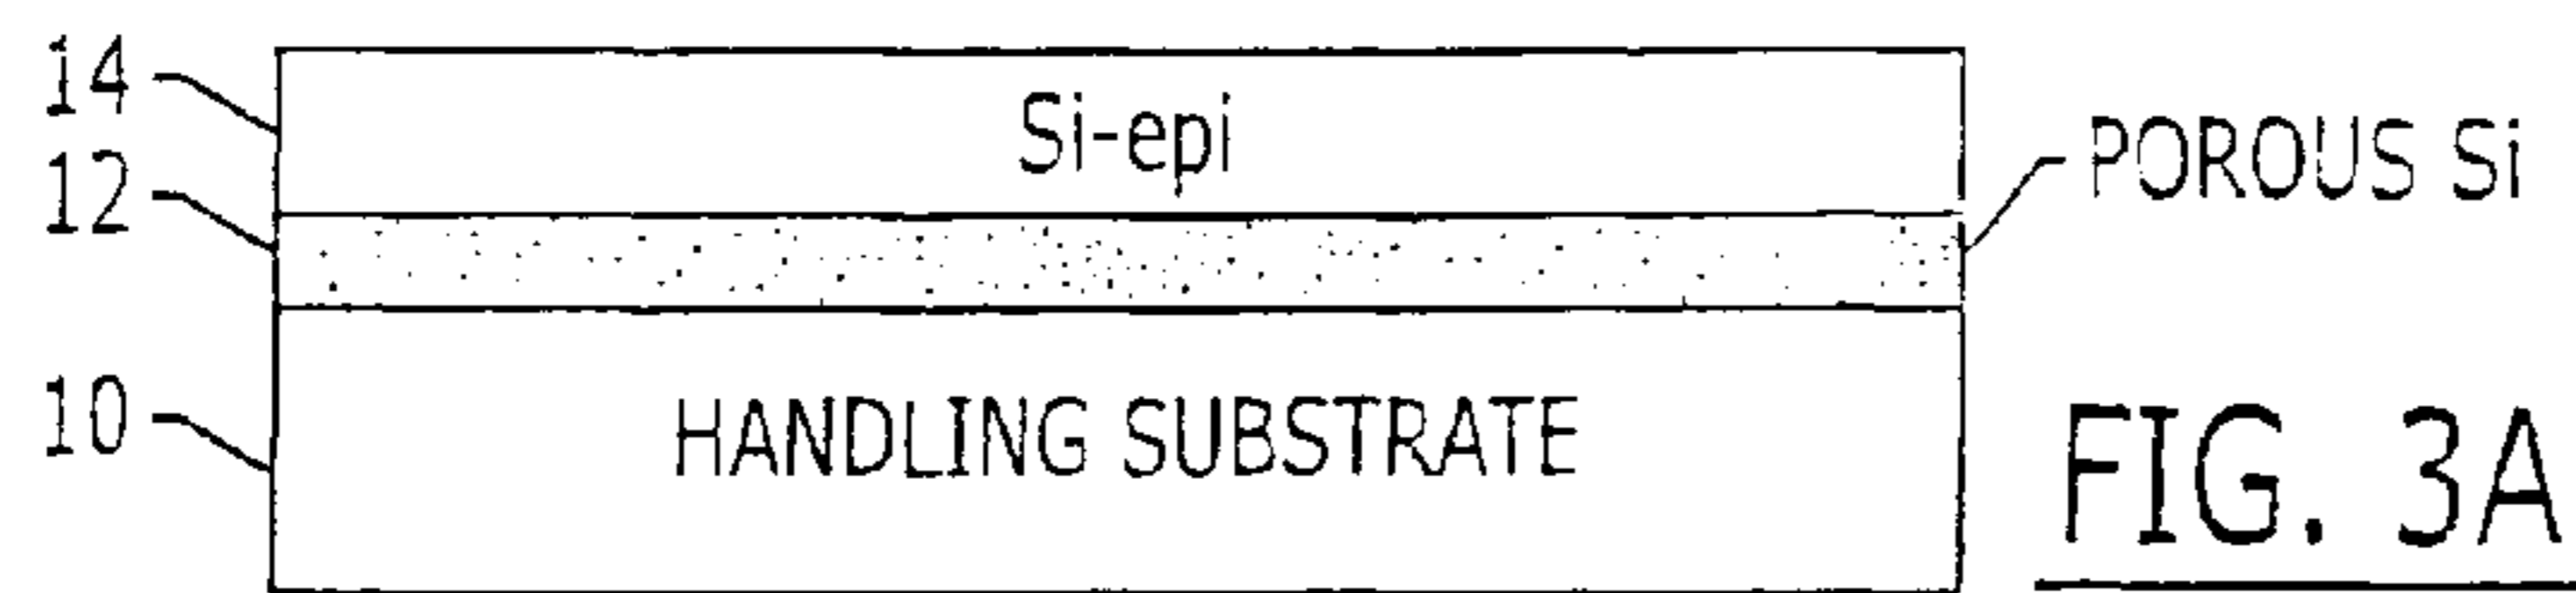 14
Si-epi
12
POROUS Si
10
HANDLING SUBSTRATE
FIG. 3A